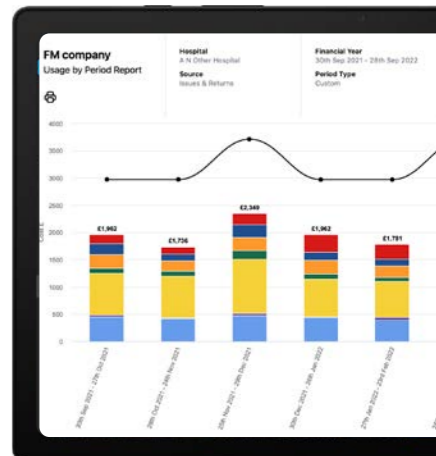 FM company
Usage by Period Report
Hospital
A N Other Hospital
Source
Issues & Returns
Financial Year
30th Sep 2021 - 28th Sep 2022
Period Type
Custom
4000
3500
3000
2500
2000
1500
1000
500
0
Cost £
£1,962
£1,736
£2,349
£1,962
£1,791
30th Sep 2021 - 27th Oct 2021
28th Oct 2021 - 24th Nov 2021
25th Nov 2021 - 29th Dec 2021
30th Dec 2021 - 26th Jan 2022
27th Jan 2022 - 23rd Feb 2022